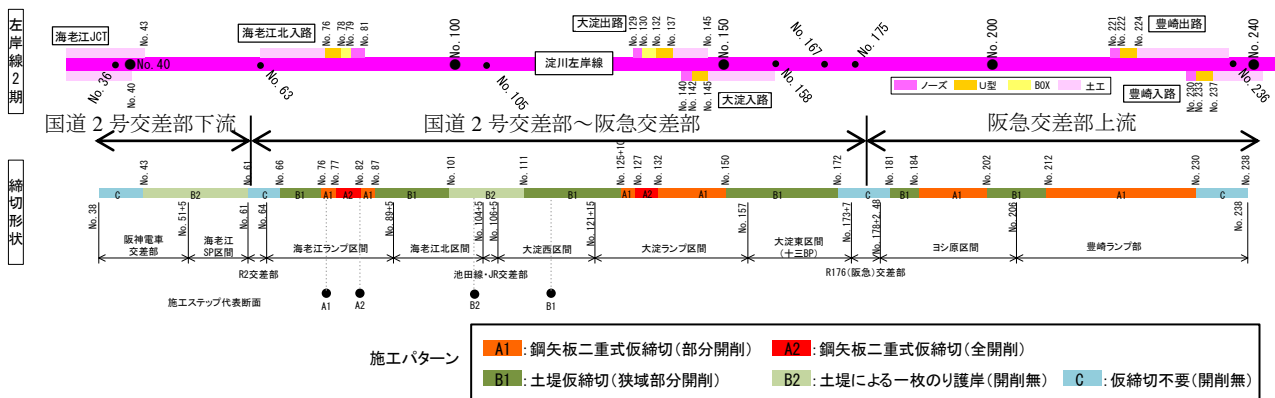 左岸線2期
海老江JCT
No. 43
海老江北入路
No. 76
No. 78
No. 79
No. 81
No. 100
大淀出路
No. 129
No. 130
No. 132
No. 137
No. 145
No. 150
No. 167
No. 175
No. 200
No. 221
No. 222
No. 224
豊崎出路
No. 240
No. 36
No. 40
No. 40
No. 63
No. 105
淀川左岸線
No. 140
No. 142
No. 145
大淀入路
No. 158
ノーズ U型 BOX 土工
豊崎入路
No. 230
No. 233
No. 237
No. 236
国道2号交差部下流 国道2号交差部～阪急交差部 阪急交差部上流
締切形状
No. 43
No. 61
No. 66
No. 76
No. 77
No. 82
No. 87
No. 101
No. 111
No. 125+10
No. 127
No. 132
No. 150
No. 172
No. 181
No. 184
No. 202
No. 212
No. 230
No. 238
C B2 C B1 A1 A2 A1 B1 B2 B1 A1 A2 A1 B1 C B1 A1 B1 A1 C
No. 38
No. 51+5
No. 61
No. 64
No. 89+5
No. 104+5
No. 106+5
No. 121+15
No. 157
No. 173+7
No. 178+2. 48
No. 206
No. 238
阪神電車
交差部
海老江
SP区間
R2交差部
海老江ランプ区間
海老江北区間
池田線・JR交差部
大淀西区間
大淀ランプ区間
大淀東区間
(十三BP)
R176(阪急)交差部
ヨシ原区間
豊崎ランプ部
施工ステップ代表断面
A1 A2 B2 B1
施工パターン
A1 :鋼矢板二重式仮締切(部分開削) A2 :鋼矢板二重式仮締切(全開削)
B1 :土堤仮締切(狭域部分開削) B2 :土堤による一枚のり護岸(開削無) C :仮締切不要(開削無)